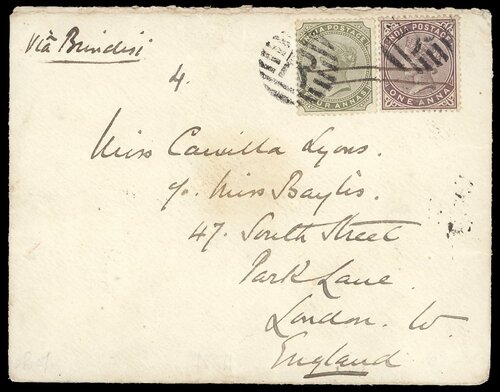 Via Brindisi
INDIA POSTAGE
INDIA POSTAGE
FOUR ANNAS
ONE ANNA
4.
Miss Camilla Lyons.
c/o Miss Baylis.
47. South Street
Park Lane.
London. W.
England